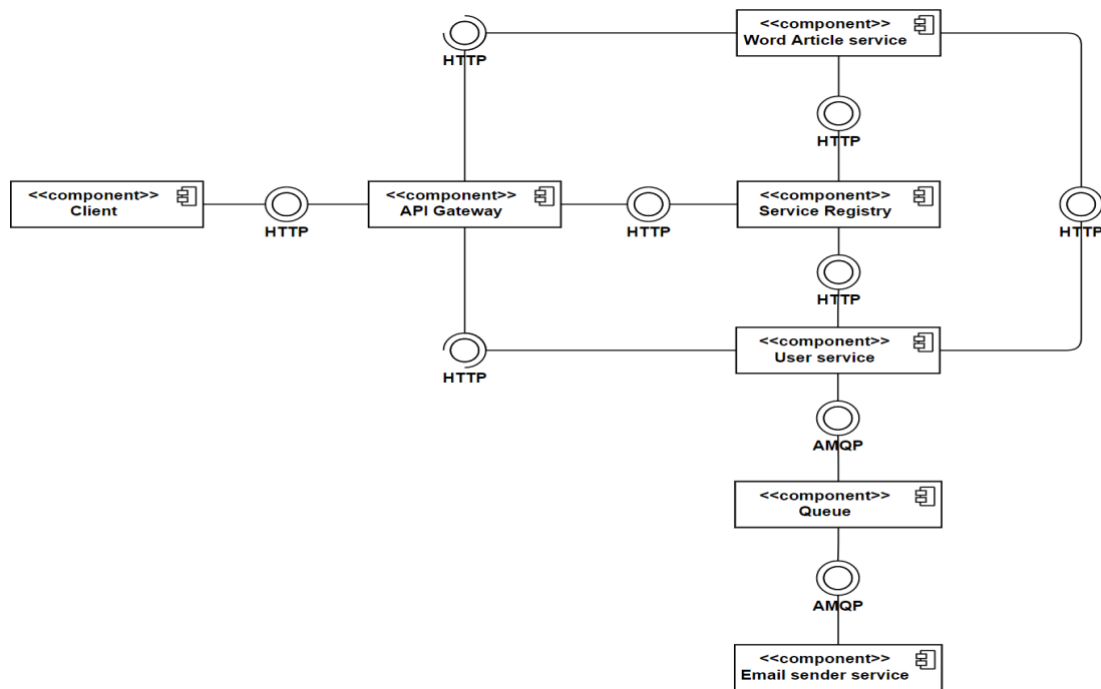 <<component>>
Word Article service
HTTP
HTTP
<<component>>
Client
HTTP
<<component>>
API Gateway
HTTP
<<component>>
Service Registry
HTTP
HTTP
<<component>>
User service
HTTP
AMQP
<<component>>
Queue
AMQP
<<component>>
Email sender service